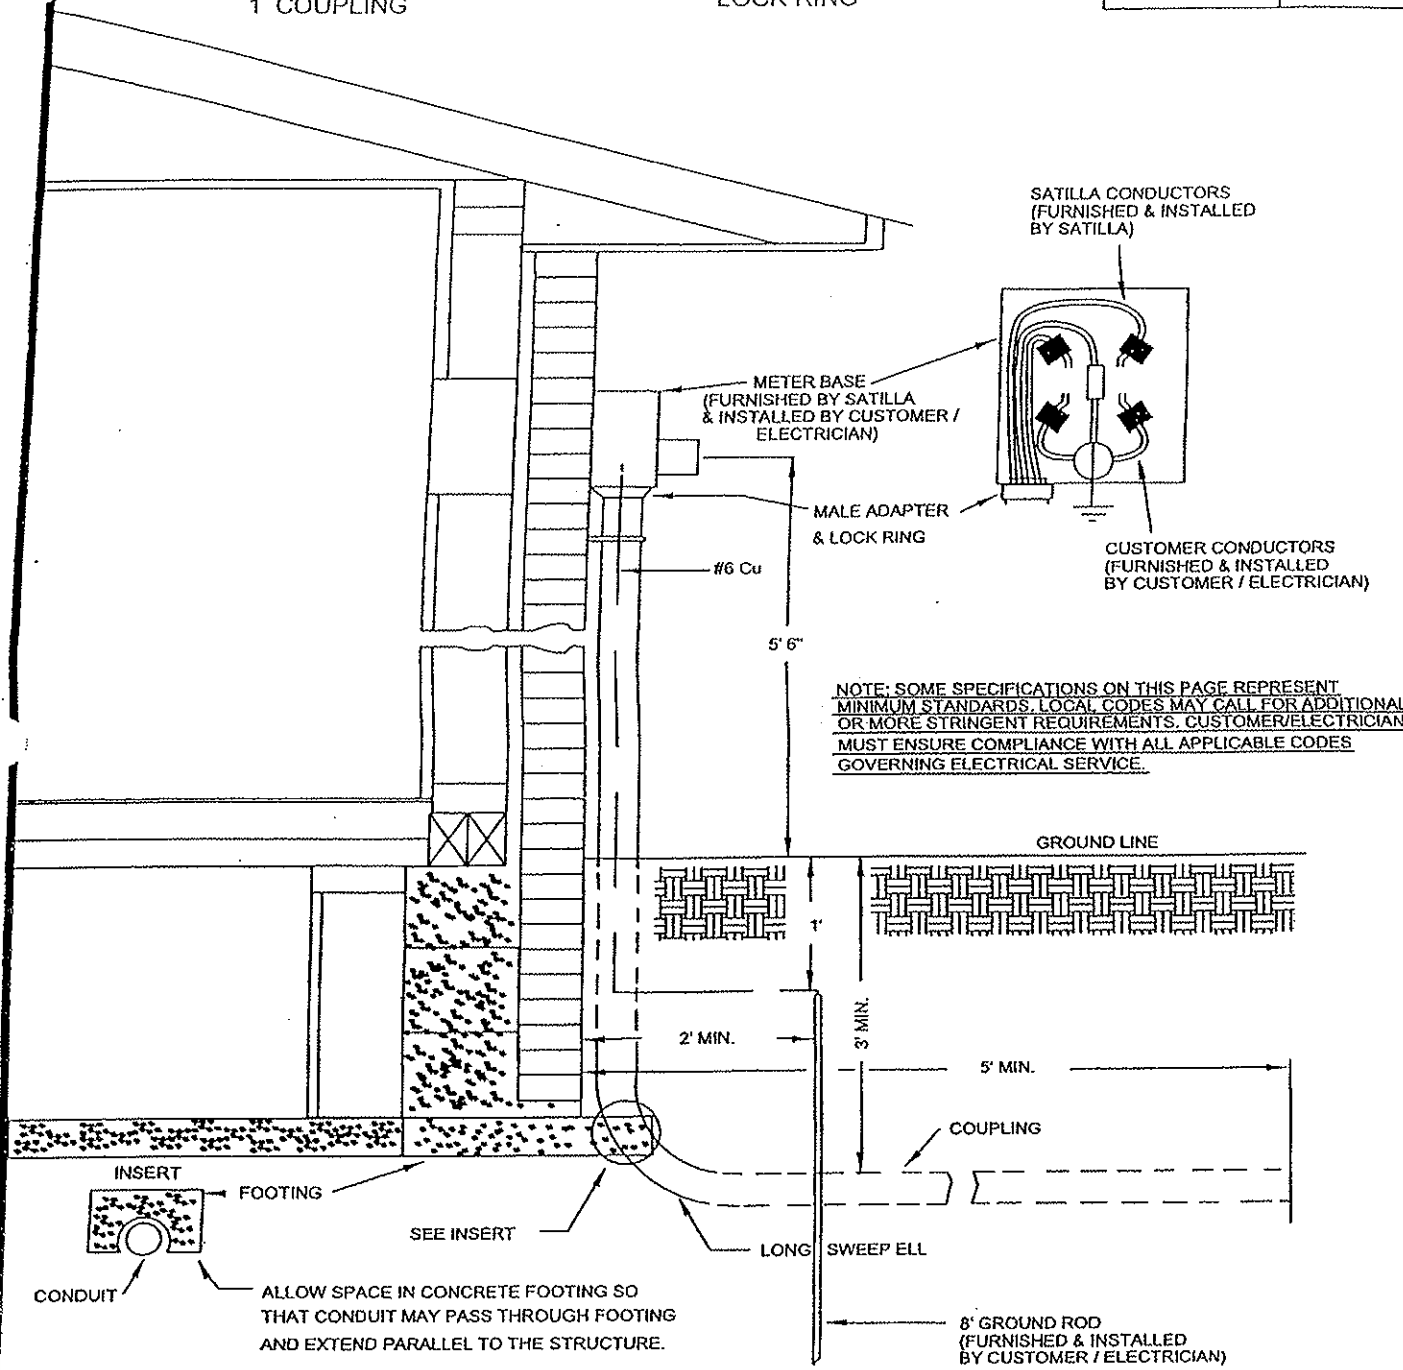 1 COUPLING
LOCK RING
SATILLA CONDUCTORS
(FURNISHED & INSTALLED
BY SATILLA)
METER BASE
(FURNISHED BY SATILLA
& INSTALLED BY CUSTOMER /
ELECTRICIAN)
MALE ADAPTER
& LOCK RING
#6 Cu
CUSTOMER CONDUCTORS
(FURNISHED & INSTALLED
BY CUSTOMER / ELECTRICIAN)
5' 6"
NOTE: SOME SPECIFICATIONS ON THIS PAGE REPRESENT
MINIMUM STANDARDS. LOCAL CODES MAY CALL FOR ADDITIONAL
OR MORE STRINGENT REQUIREMENTS. CUSTOMER/ELECTRICIAN
MUST ENSURE COMPLIANCE WITH ALL APPLICABLE CODES
GOVERNING ELECTRICAL SERVICE.
GROUND LINE
1'
3' MIN.
2' MIN.
5' MIN.
COUPLING
INSERT
FOOTING
SEE INSERT
LONG SWEEP ELL
CONDUIT
ALLOW SPACE IN CONCRETE FOOTING SO
THAT CONDUIT MAY PASS THROUGH FOOTING
AND EXTEND PARALLEL TO THE STRUCTURE.
8' GROUND ROD
(FURNISHED & INSTALLED
BY CUSTOMER / ELECTRICIAN)